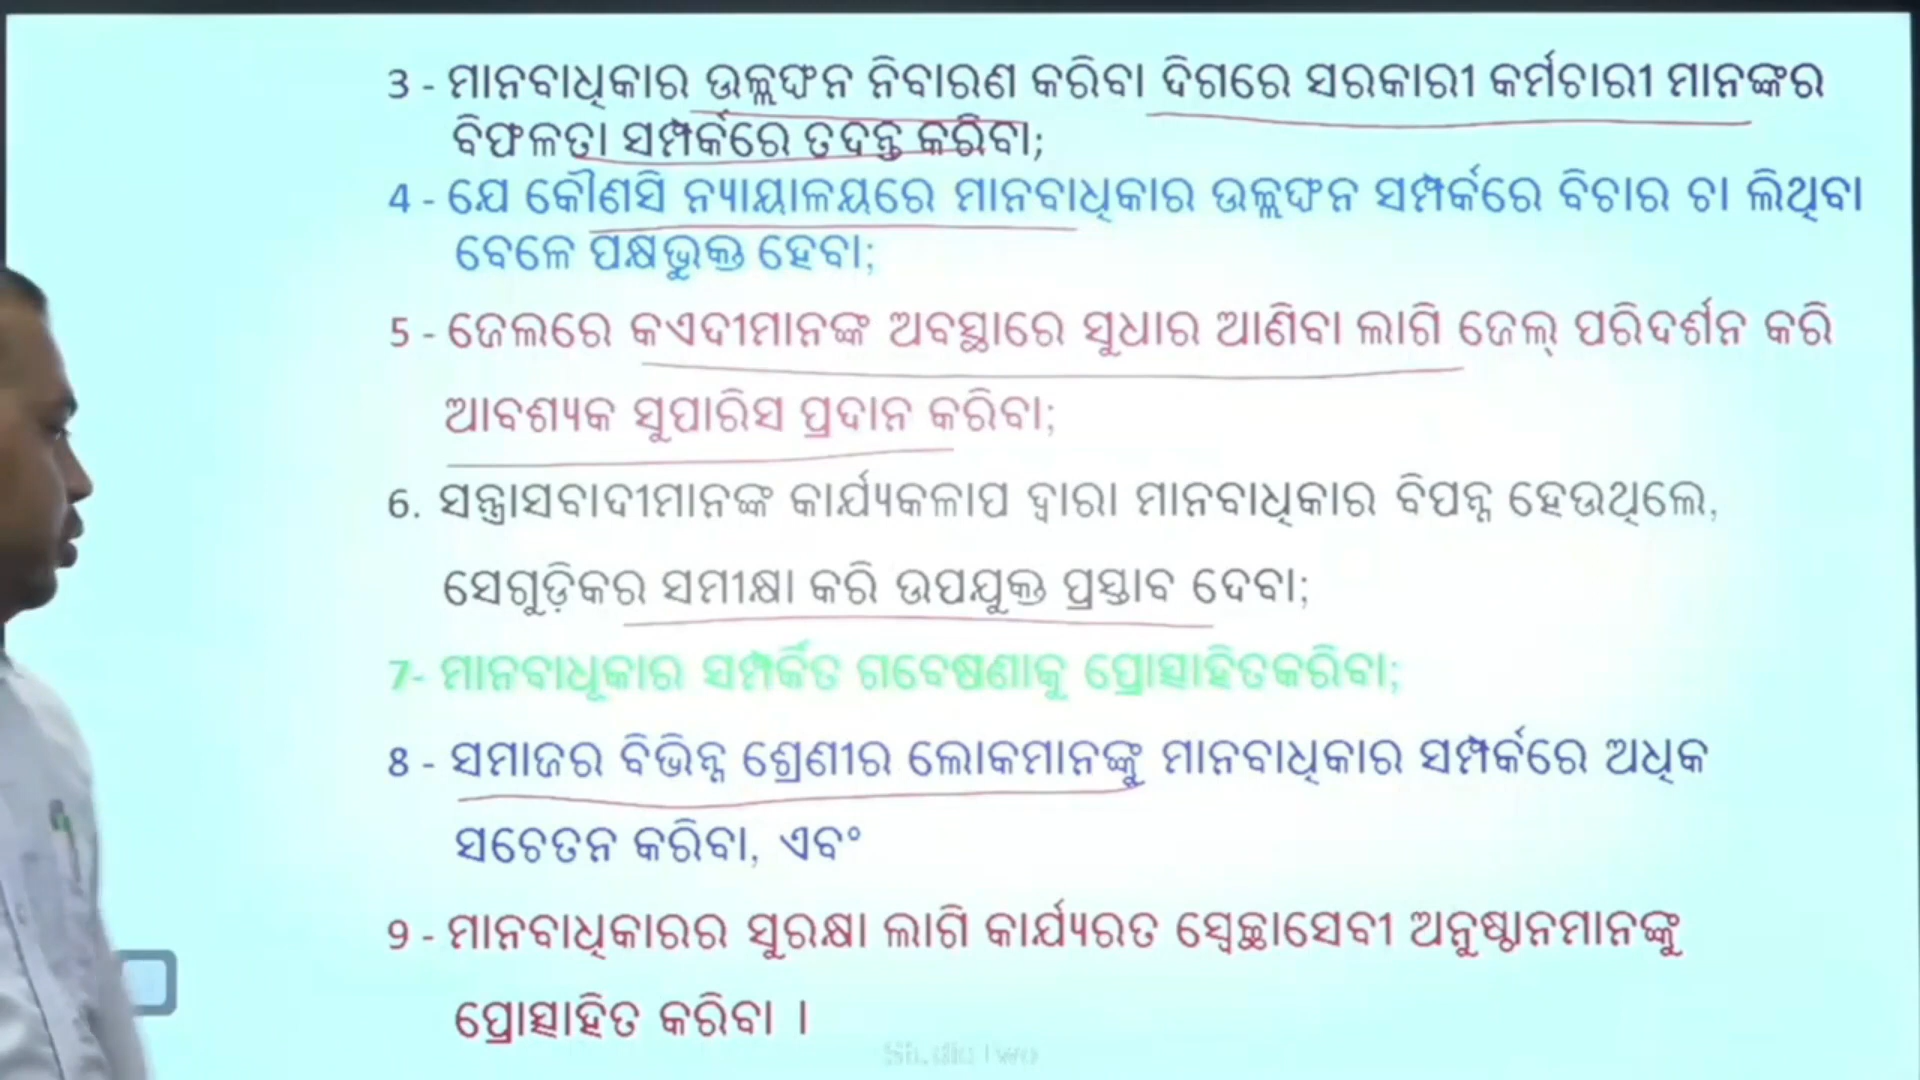 3 - ମାନବାଧିକାର ଉଲ୍ଲଙ୍ଘନ ନିବାରଣ କରିବା ଦିଗରେ ସରକାରୀ କର୍ମଚାରୀ ମାନଙ୍କର
ବିଫଳତା ସମ୍ପର୍କରେ ତଦନ୍ତ କରିବା;
4 - ଯେ କୌଣସି ନ୍ୟାୟାଳୟରେ ମାନବାଧିକାର ଉଲ୍ଲଙ୍ଘନ ସମ୍ପର୍କରେ ବିଚାର ଚା ଲିଥିବା
ବେଳେ ପକ୍ଷଭୁକ୍ତ ହେବା;
5 - ଜେଲରେ କଏଦୀମାନଙ୍କ ଅବସ୍ଥାରେ ସୁଧାର ଆଣିବା ଲାଗି ଜେଲ୍ ପରିଦର୍ଶନ କରି
ଆବଶ୍ୟକ ସୁପାରିସ ପ୍ରଦାନ କରିବା;
6. ସନ୍ତ୍ରାସବାଦୀମାନଙ୍କ କାର୍ଯ୍ୟକଳାପ ଦ୍ୱାରା ମାନବାଧିକାର ବିପନ୍ନ ହେଉଥିଲେ,
ସେଗୁଡ଼ିକର ସମୀକ୍ଷା କରି ଉପଯୁକ୍ତ ପ୍ରସ୍ତାବ ଦେବା;
7- ମାନବାଧିକାର ସମ୍ପର୍କିତ ଗବେଷଣାକୁ ପ୍ରୋତ୍ସାହିତକରିବା;
8 - ସମାଜର ବିଭିନ୍ନ ଶ୍ରେଣୀର ଲୋକମାନଙ୍କୁ ମାନବାଧିକାର ସମ୍ପର୍କରେ ଅଧିକ
ସଚେତନ କରିବା, ଏବଂ
9 - ମାନବାଧିକାରର ସୁରକ୍ଷା ଲାଗି କାର୍ଯ୍ୟରତ ସ୍ୱେଚ୍ଛାସେବୀ ଅନୁଷ୍ଠାନମାନଙ୍କୁ
ପ୍ରୋତ୍ସାହିତ କରିବା ।